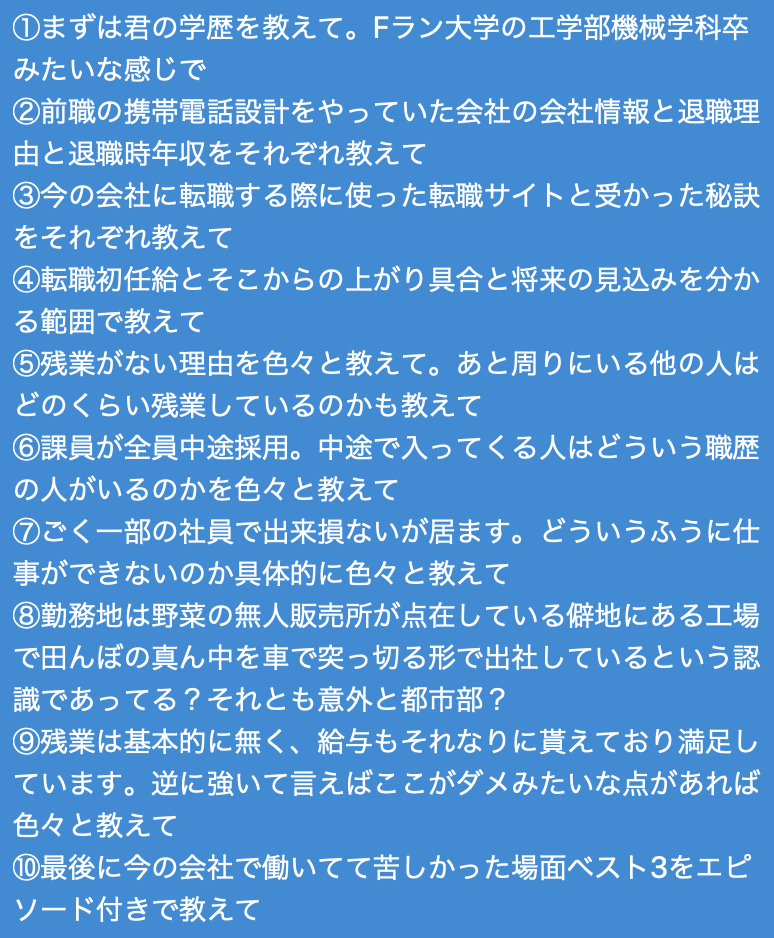 ①まずは君の学歴を教えて。Fラン大学の工学部機械学科卒
みたいな感じで
②前職の携帯電話設計をやっていた会社の会社情報と退職理
由と退職時年収をそれぞれ教えて
③今の会社に転職する際に使った転職サイトと受かった秘訣
をそれぞれ教えて
④転職初任給とそこからの上がり具合と将来の見込みを分か
る範囲で教えて
⑤残業がない理由を色々と教えて。あと周りにいる他の人は
どのくらい残業しているのかも教えて
⑥課員が全員中途採用。中途で入ってくる人はどういう職歴
の人がいるのかを色々と教えて
⑦ごく一部の社員で出来損ないが居ます。どういうふうに仕
事ができないのか具体的に色々と教えて
⑧勤務地は野菜の無人販売所が点在している僻地にある工場
で田んぼの真ん中を車で突っ切る形で出社しているという認
識であってる？それとも意外と都市部？
⑨残業は基本的に無く、給与もそれなりに貰えており満足し
ています。逆に強いて言えばここがダメみたいな点があれば
色々と教えて
⑩最後に今の会社で働いてて苦しかった場面ベスト3をエピ
ソード付きで教えて